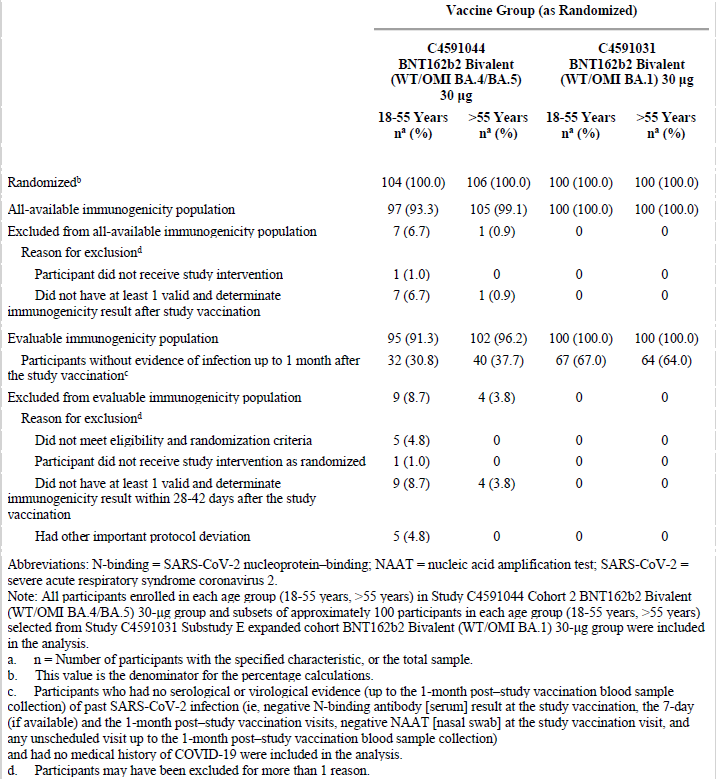 Vaccine Group (as Randomized)
C4591044 C4591031
BNT162b2 Bivalent BNT162b2 Bivalent
(WT/OMI BA.4/BA.5) (WT/OMI BA.1) 30 μg
30 μg
18-55 Years >55 Years 18-55 Years >55 Years
nᵃ (%) nᵃ (%) nᵃ (%) nᵃ (%)
Randomizedᵇ 104 (100.0) 106 (100.0) 100 (100.0) 100 (100.0)
All-available immunogenicity population 97 (93.3) 105 (99.1) 100 (100.0) 100 (100.0)
Excluded from all-available immunogenicity population 7 (6.7) 1 (0.9) 0 0
Reason for exclusionᵈ
Participant did not receive study intervention 1 (1.0) 0 0 0
Did not have at least 1 valid and determinate 7 (6.7) 1 (0.9) 0 0
immunogenicity result after study vaccination
Evaluable immunogenicity population 95 (91.3) 102 (96.2) 100 (100.0) 100 (100.0)
Participants without evidence of infection up to 1 month after 32 (30.8) 40 (37.7) 67 (67.0) 64 (64.0)
the study vaccinationᶜ
Excluded from evaluable immunogenicity population 9 (8.7) 4 (3.8) 0 0
Reason for exclusionᵈ
Did not meet eligibility and randomization criteria 5 (4.8) 0 0 0
Participant did not receive study intervention as randomized 1 (1.0) 0 0 0
Did not have at least 1 valid and determinate 9 (8.7) 4 (3.8) 0 0
immunogenicity result within 28-42 days after the study
vaccination
Had other important protocol deviation 5 (4.8) 0 0 0
Abbreviations: N-binding = SARS-CoV-2 nucleoprotein–binding; NAAT = nucleic acid amplification test; SARS-CoV-2 =
severe acute respiratory syndrome coronavirus 2.
Note: All participants enrolled in each age group (18-55 years, >55 years) in Study C4591044 Cohort 2 BNT162b2 Bivalent
(WT/OMI BA.4/BA.5) 30-μg group and subsets of approximately 100 participants in each age group (18-55 years, >55 years)
selected from Study C4591031 Substudy E expanded cohort BNT162b2 Bivalent (WT/OMI BA.1) 30-μg group were included
in the analysis.
a. n = Number of participants with the specified characteristic, or the total sample.
b. This value is the denominator for the percentage calculations.
c. Participants who had no serological or virological evidence (up to the 1-month post–study vaccination blood sample
collection) of past SARS-CoV-2 infection (ie, negative N-binding antibody [serum] result at the study vaccination, the 7-day
(if available) and the 1-month post–study vaccination visits, negative NAAT [nasal swab] at the study vaccination visit, and
any unscheduled visit up to the 1-month post–study vaccination blood sample collection)
and had no medical history of COVID-19 were included in the analysis.
d. Participants may have been excluded for more than 1 reason.